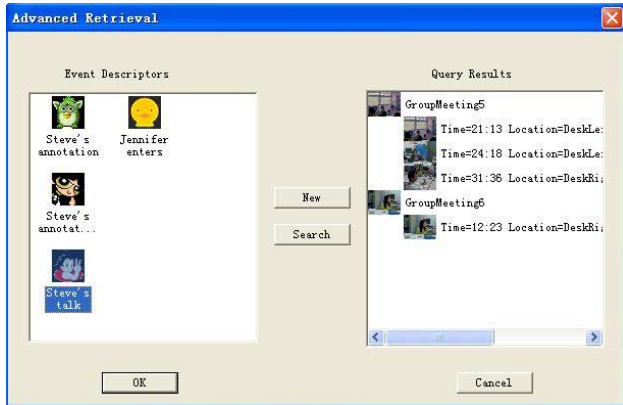 Advanced Retrieval
Event Descriptors
Steve's
annotation
Jennifer
enters
Steve's
annotat...
Steve's
talk
New
Search
Query Results
GroupMeeting5
Time=21:13 Location=DeskLe
Time=24:18 Location=DeskLe
Time=31:36 Location=DeskRi
GroupMeeting6
Time=12:23 Location=DeskRi
OK
Cancel